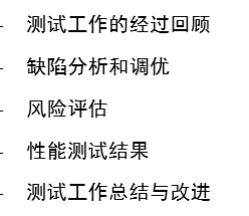 - 测试工作的经过回顾
- 缺陷分析和调优
- 风险评估
- 性能测试结果
- 测试工作总结与改进